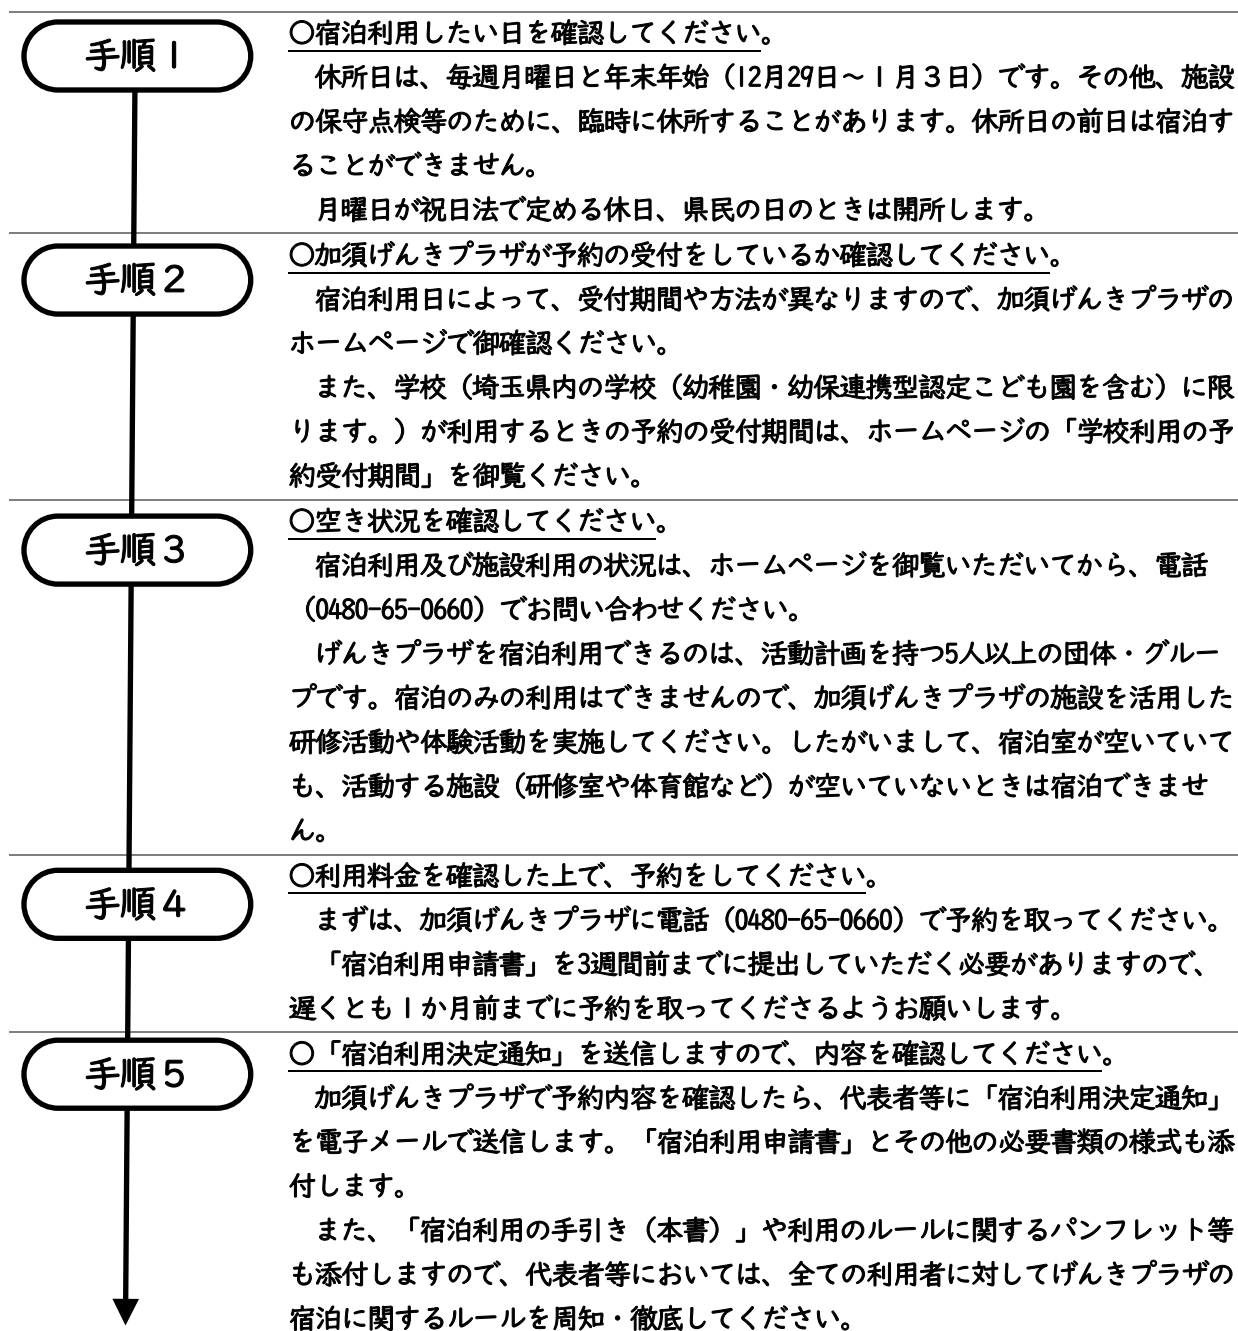 手順１
○宿泊利用したい日を確認してください。
休所日は、毎週月曜日と年末年始（12月29日～１月３日）です。その他、施設
の保守点検等のために、臨時に休所することがあります。休所日の前日は宿泊す
ることができません。
月曜日が祝日法で定める休日、県民の日のときは開所します。
手順２
○加須げんきプラザが予約の受付をしているか確認してください。
宿泊利用日によって、受付期間や方法が異なりますので、加須げんきプラザの
ホームページで御確認ください。
また、学校（埼玉県内の学校（幼稚園・幼保連携型認定こども園を含む）に限
ります。）が利用するときの予約の受付期間は、ホームページの「学校利用の予
約受付期間」を御覧ください。
手順３
○空き状況を確認してください。
宿泊利用及び施設利用の状況は、ホームページを御覧いただいてから、電話
（0480-65-0660）でお問い合わせください。
げんきプラザを宿泊利用できるのは、活動計画を持つ5人以上の団体・グルー
プです。宿泊のみの利用はできませんので、加須げんきプラザの施設を活用した
研修活動や体験活動を実施してください。したがいまして、宿泊室が空いていて
も、活動する施設（研修室や体育館など）が空いていないときは宿泊できませ
ん。
手順４
○利用料金を確認した上で、予約をしてください。
まずは、加須げんきプラザに電話（0480-65-0660）で予約を取ってください。
「宿泊利用申請書」を3週間前までに提出していただく必要がありますので、
遅くとも１か月前までに予約を取ってくださるようお願いします。
手順５
○「宿泊利用決定通知」を送信しますので、内容を確認してください。
加須げんきプラザで予約内容を確認したら、代表者等に「宿泊利用決定通知」
を電子メールで送信します。「宿泊利用申請書」とその他の必要書類の様式も添
付します。
また、「宿泊利用の手引き（本書）」や利用のルールに関するパンフレット等
も添付しますので、代表者等においては、全ての利用者に対してげんきプラザの
宿泊に関するルールを周知・徹底してください。